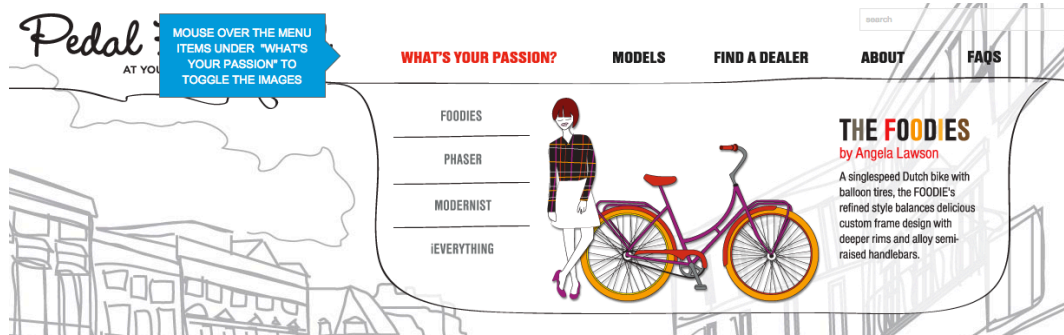 Pedal
AT YOU
MOUSE OVER THE MENU
ITEMS UNDER "WHAT'S
YOUR PASSION" TO
TOGGLE THE IMAGES
search
WHAT'S YOUR PASSION?
MODELS
FIND A DEALER
ABOUT
FAQS
FOODIES
PHASER
MODERNIST
iEVERYTHING
THE FOODIES
by Angela Lawson
A singlespeed Dutch bike with
balloon tires, the FOODIE's
refined style balances delicious
custom frame design with
deeper rims and alloy semi-
raised handlebars.